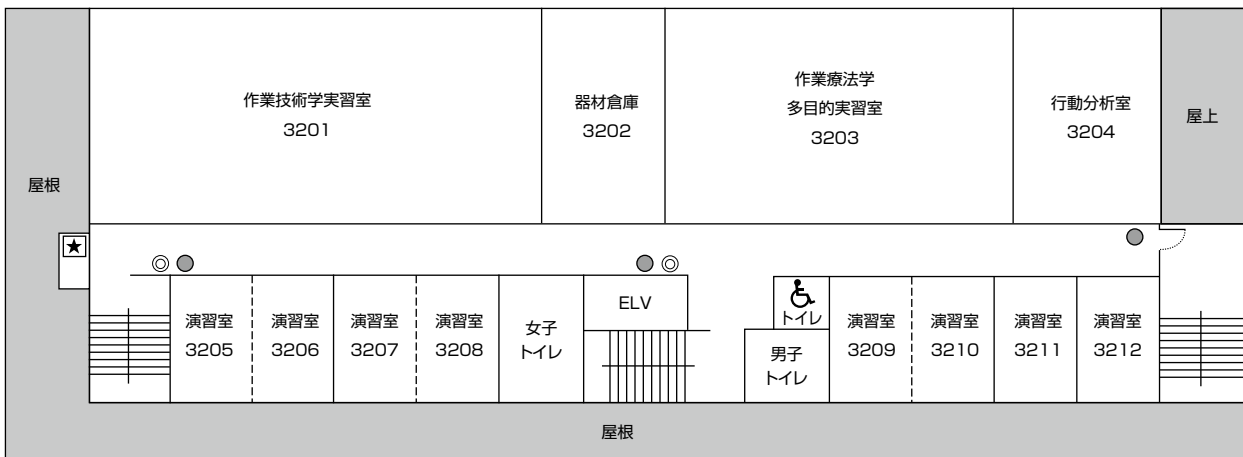 作業技術学実習室
3201
器材倉庫
3202
作業療法学
多目的実習室
3203
行動分析室
3204
屋上
屋根
★
演習室
3205
演習室
3206
演習室
3207
演習室
3208
女子
トイレ
ELV
トイレ
男子
トイレ
演習室
3209
演習室
3210
演習室
3211
演習室
3212
屋根